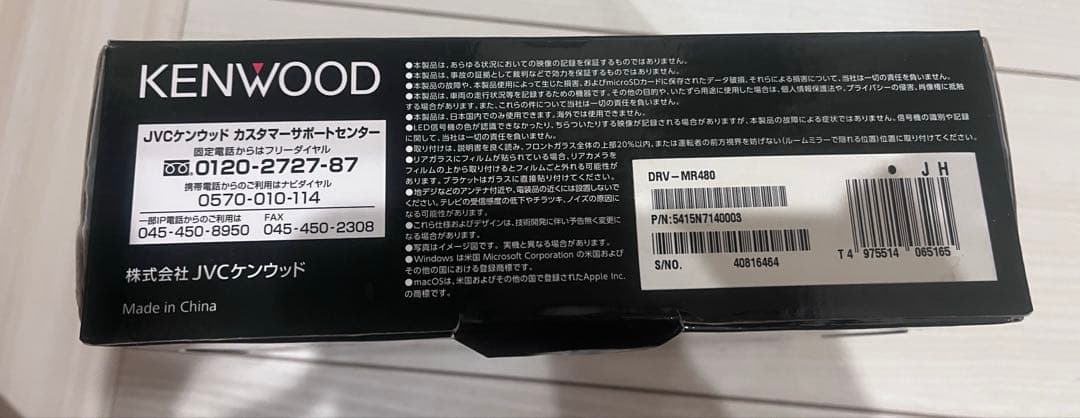 KENWOOD
JVCケンウッド カスタマーサポートセンター
固定電話からはフリーダイヤル
0120-2727-87
携帯電話からのご利用はナビダイヤル
0570-010-114
一部IP電話からのご利用は FAX
045-450-8950 045-450-2308
株式会社 JVCケンウッド
Made in China
●本製品は、あらゆる状況においての映像の記録を保証するものではありません。
●本製品は、事故の証拠として裁判などで効力を保証するものではありません。
●本製品の故障や、本製品使用によって生じた損害、およびmicroSDカードに保存されたデータ破損、それらによる損害について、当社は一切の責任を負いません。
●本製品は、車両の走行状況等を記録するための機器です。その他の目的や、いたずら用途に使用した場合は、個人情報保護法や、プライバシーの侵害、肖像権に抵触
する場合があります。また、これらの件について当社は一切の責任を負いません。
●本製品は、日本国内でのみ使用できます。海外では使用できません。
●LED信号機の色が認識できなかったり、ちらついたりする映像が記録される場合がありますが、本製品の故障による症状ではありません。信号機の識別や記録
に関して、当社は一切の責任を負いません。
●取り付けは、説明書を良く読み、フロントガラス全体の上部20%以内、または運転者の前方視界を妨げない(ルームミラーで隠れる位置)位置に取り付けてください。
●リアガラスにフィルムが貼られている場合、リアカメラを
フィルムの上から取り付けるとフィルムごと外れる可能性が
あります。ブラケットはガラスに直接貼り付けてください。
●地デジなどのアンテナ付近や、電装品の近くには設置しないで
ください。テレビの受信感度の低下やチラツキ、ノイズの原因に
なる可能性があります。
●これら仕様およびデザインは、技術開発に伴い予告無く変更に
なる場合があります。
●写真はイメージ図です。実機と異なる場合があります。
●Windows は米国 Microsoft Corporation の米国および
その他の国における登録商標です。
●macOSは、米国およびその他の国で登録されたApple Inc.
の商標です。
DRV-MR480
P/N:5415N7140003
S/NO. 40816464
● J H
T4 975514 065165